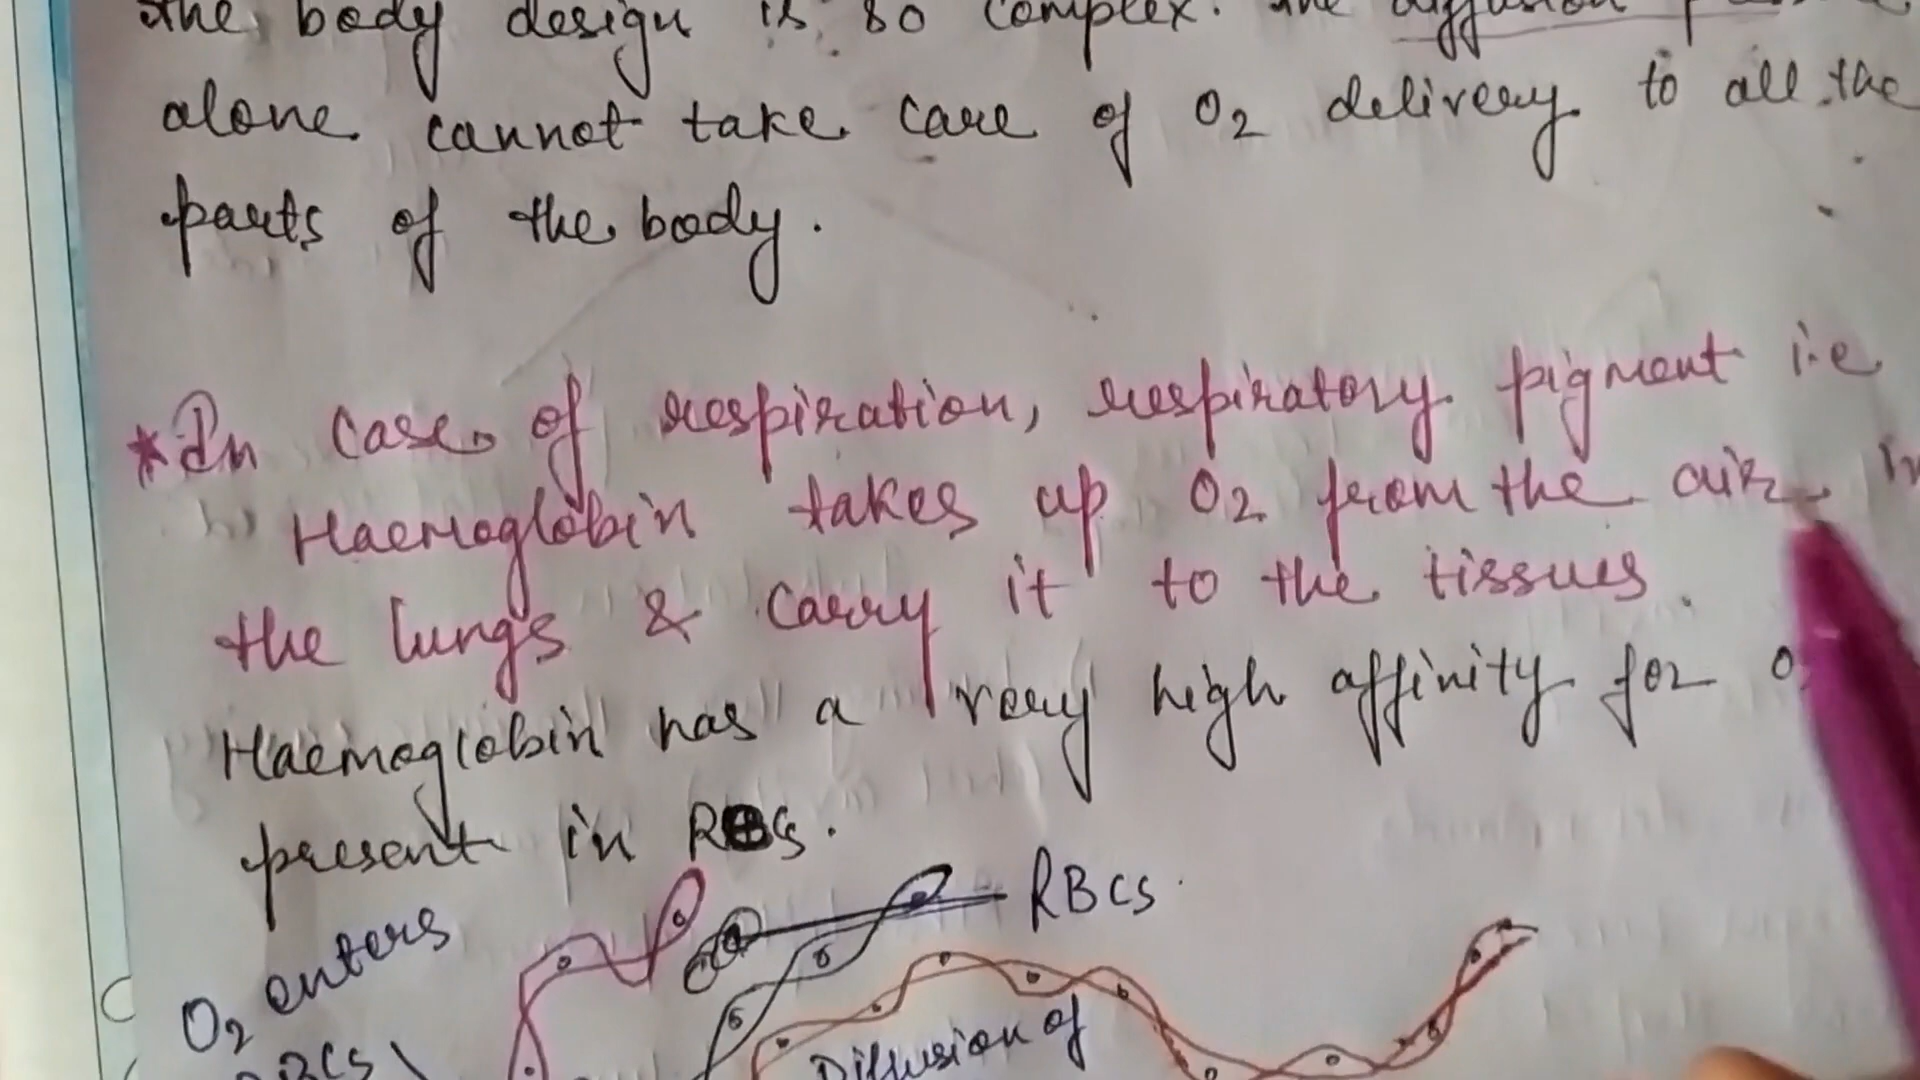 the body design is so complex. The diffusion
alone cannot take care of O2 delivery to all the
parts of the body.
*In case of respiration, respiratory pigment i.e
Haemoglobin takes up O2 from the air in
the lungs & carry it to the tissues.
Haemoglobin has a very high affinity for
present in RBCs.
RBCs
O2 enters
RBCs
Diffusion of